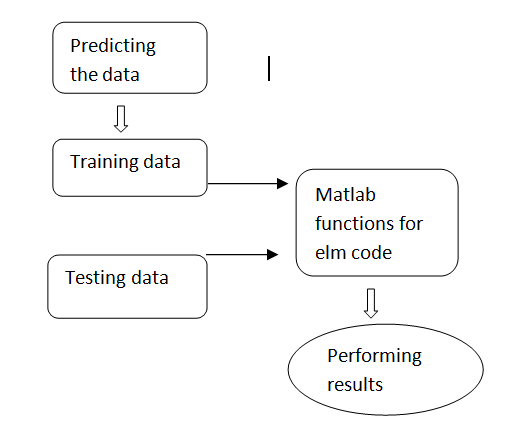 Predicting
the data
Training data
Matlab
functions for
elm code
Testing data
Performing
results